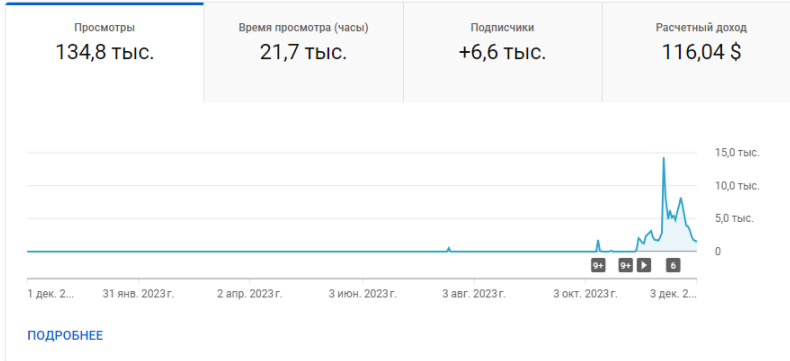 Просмотры
134,8 тыс.
Время просмотра (часы)
21,7 тыс.
Подписчики
+6,6 тыс.
Расчетный доход
116,04 $
15,0 тыс.
10,0 тыс.
5,0 тыс.
0
9+ 9+ 6
1 дек. 2... 31 янв. 2023 г. 2 апр. 2023 г. 3 июн. 2023 г. 3 авг. 2023 г. 3 окт. 2023 г. 3 дек. 2...
ПОДРОБНЕЕ